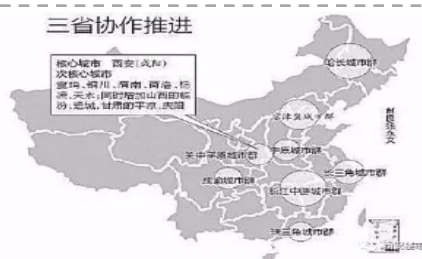 三省协作推进
核心城市 西安(咸阳)
次核心城市
宝鸡、铜川、渭南、商洛、杨
凌、天水;同时增加山西的临
汾、运城,甘肃的平凉、庆阳
哈长城市群
京津冀城市群
关中平原城市群
中原城市群
成渝城市群
长三角城市群
长江中游城市群
珠三角城市群